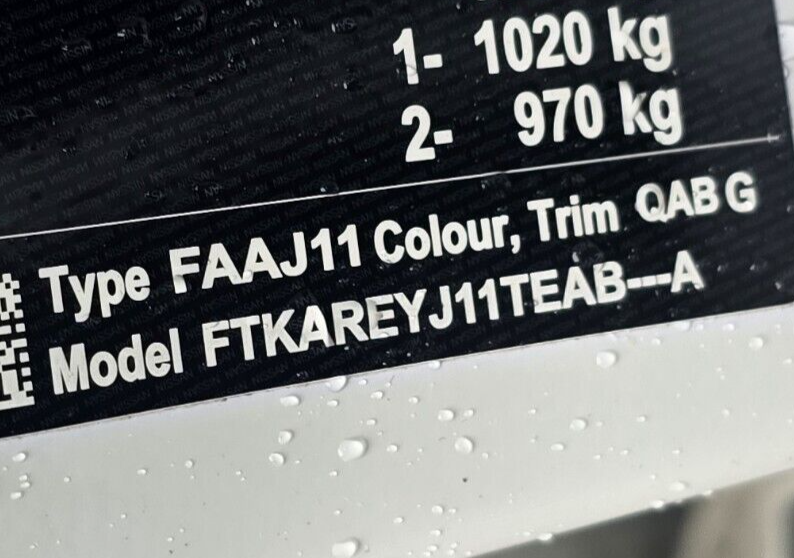 1- 1020 kg
2- 970 kg
Type FAAJ11 Colour, Trim QAB G
Model FTKAREYJ11TEAB---A